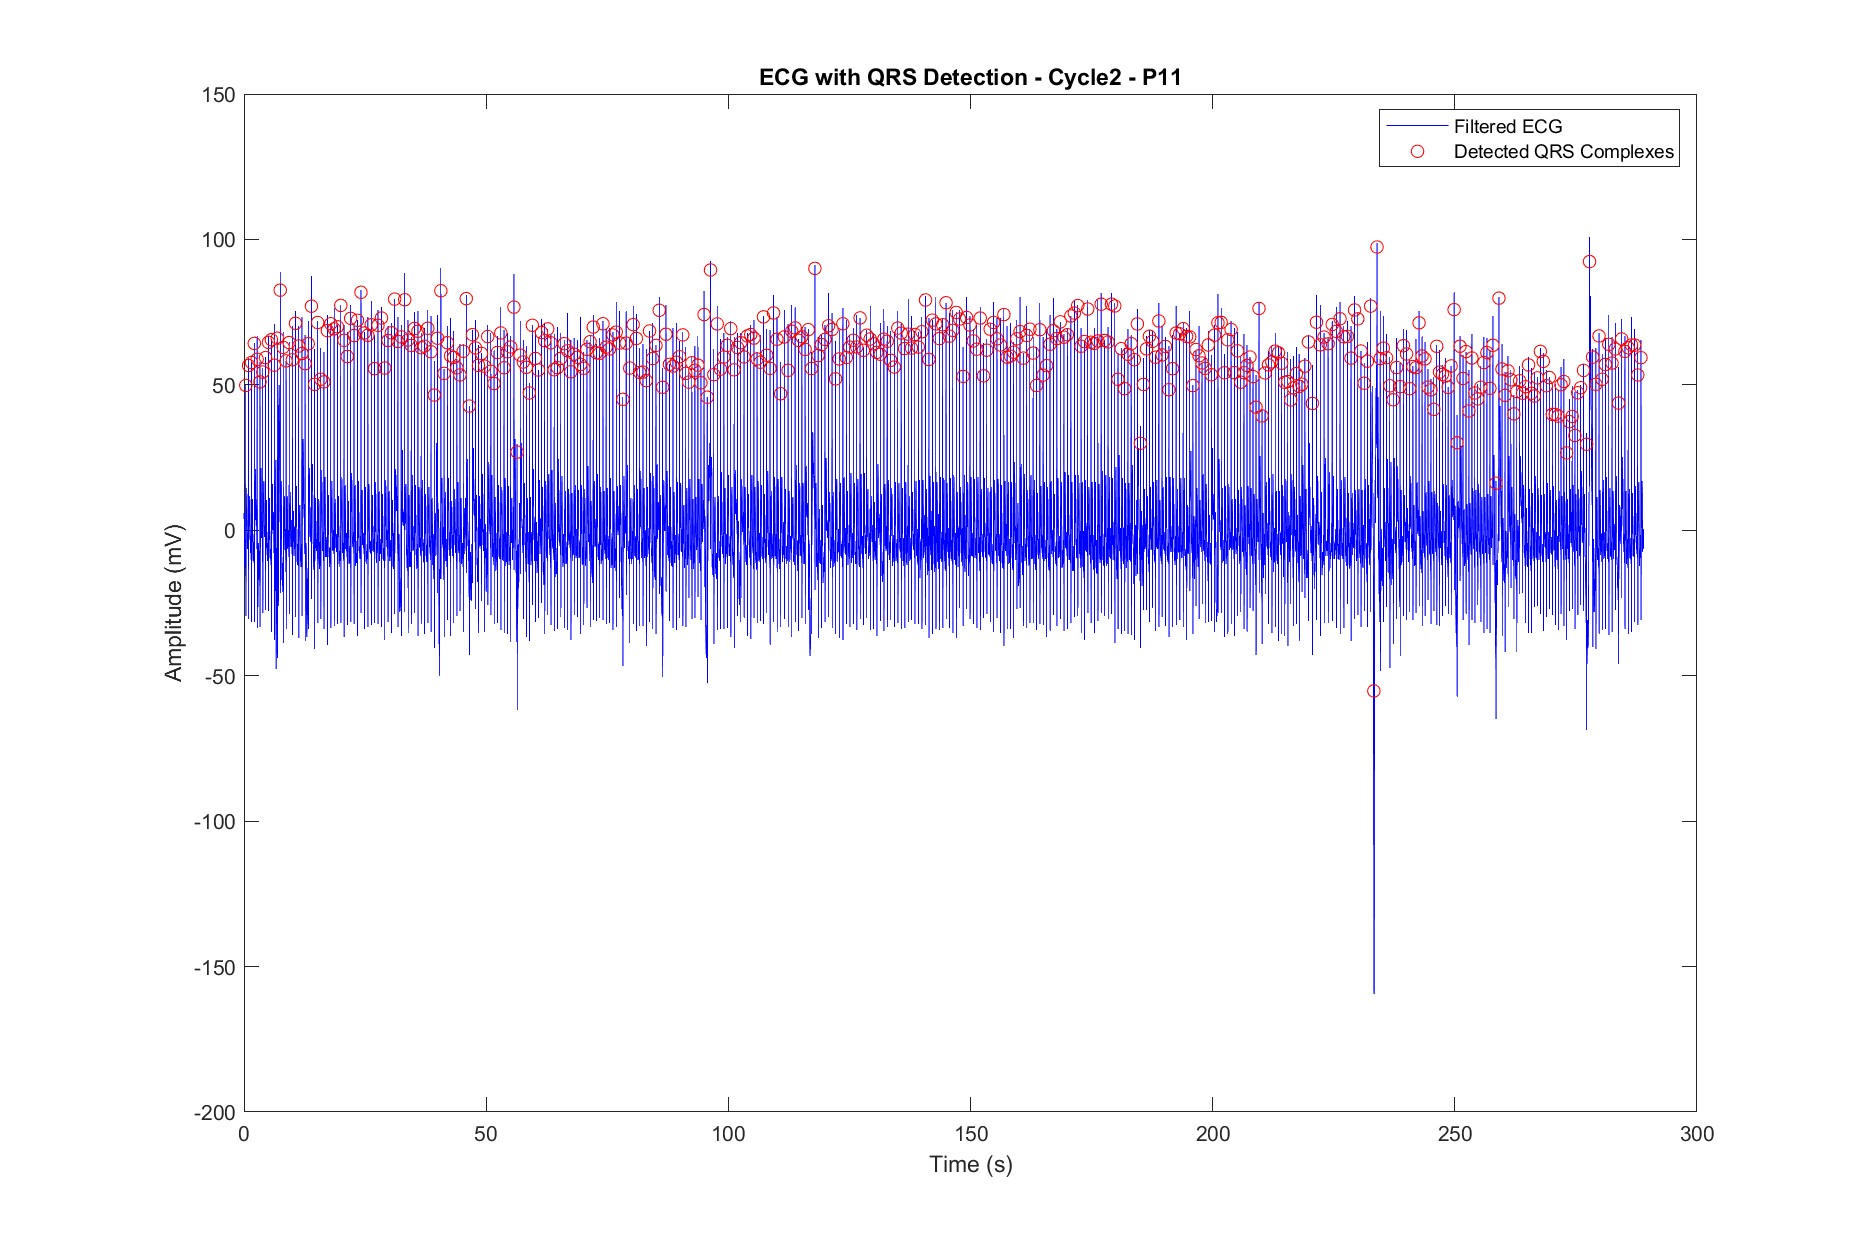 ECG with QRS Detection - Cycle2 - P11
150
100
50
0
-50
-100
-150
-200
Amplitude (mV)
Filtered ECG
Detected QRS Complexes
0 50 100 150 200 250 300
Time (s)